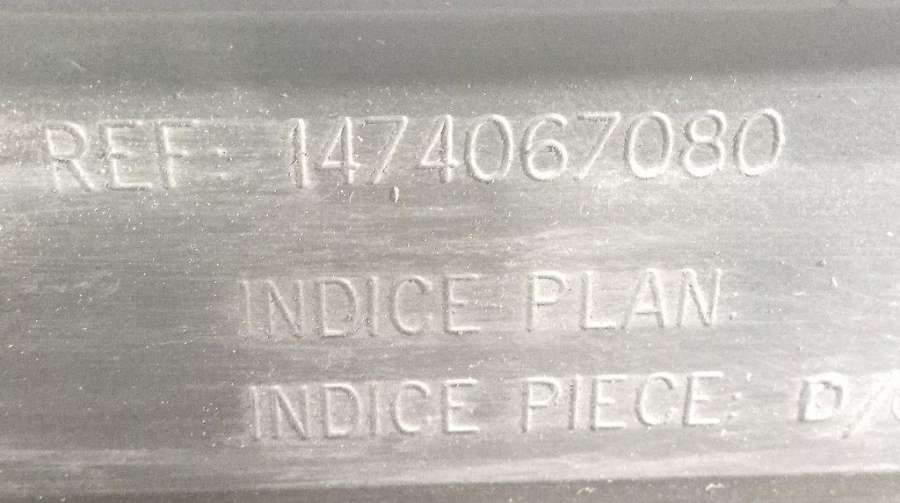 REF: 1474067080
INDICE PLAN.
INDICE PIECE: D/